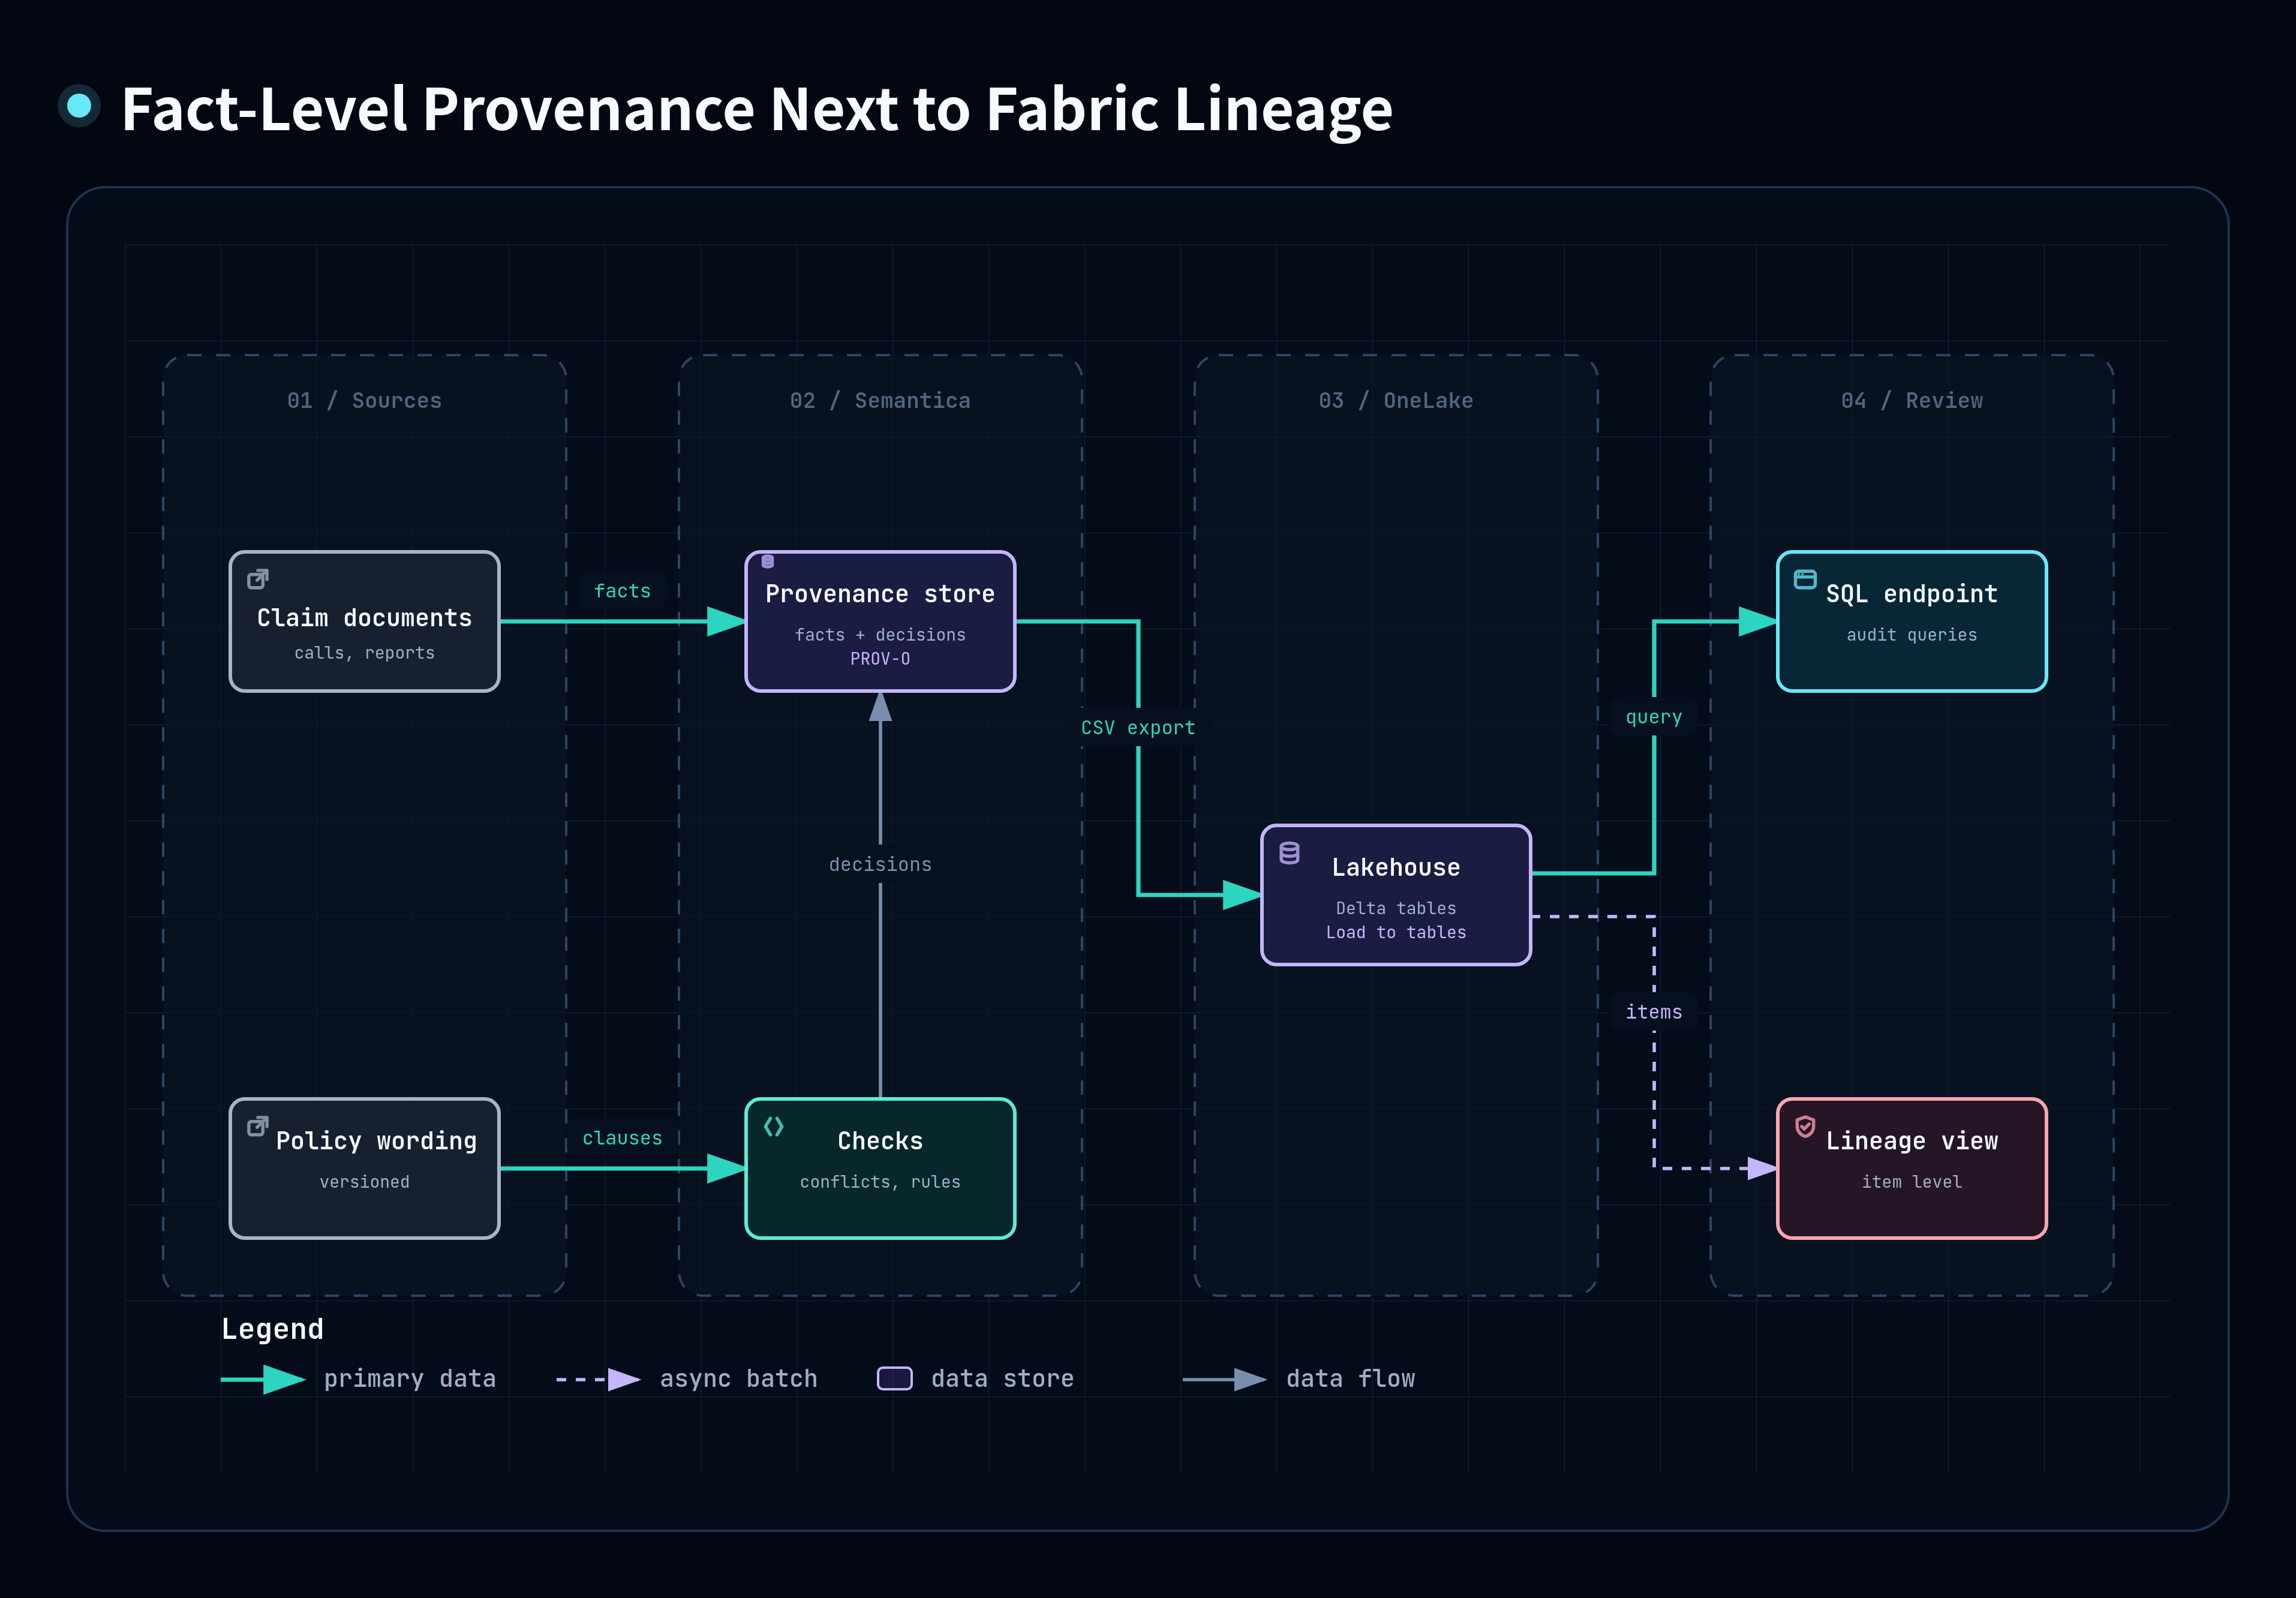 Fact-Level Provenance Next to Fabric Lineage
01 / Sources
02 / Semantica
03 / OneLake
04 / Review
Claim documents
calls, reports
facts
Provenance store
facts + decisions
PROV-O
SQL endpoint
audit queries
CSV export
query
decisions
Lakehouse
Delta tables
Load to tables
items
Policy wording
versioned
clauses
Checks
conflicts, rules
Lineage view
item level
Legend
primary data
async batch
data store
data flow